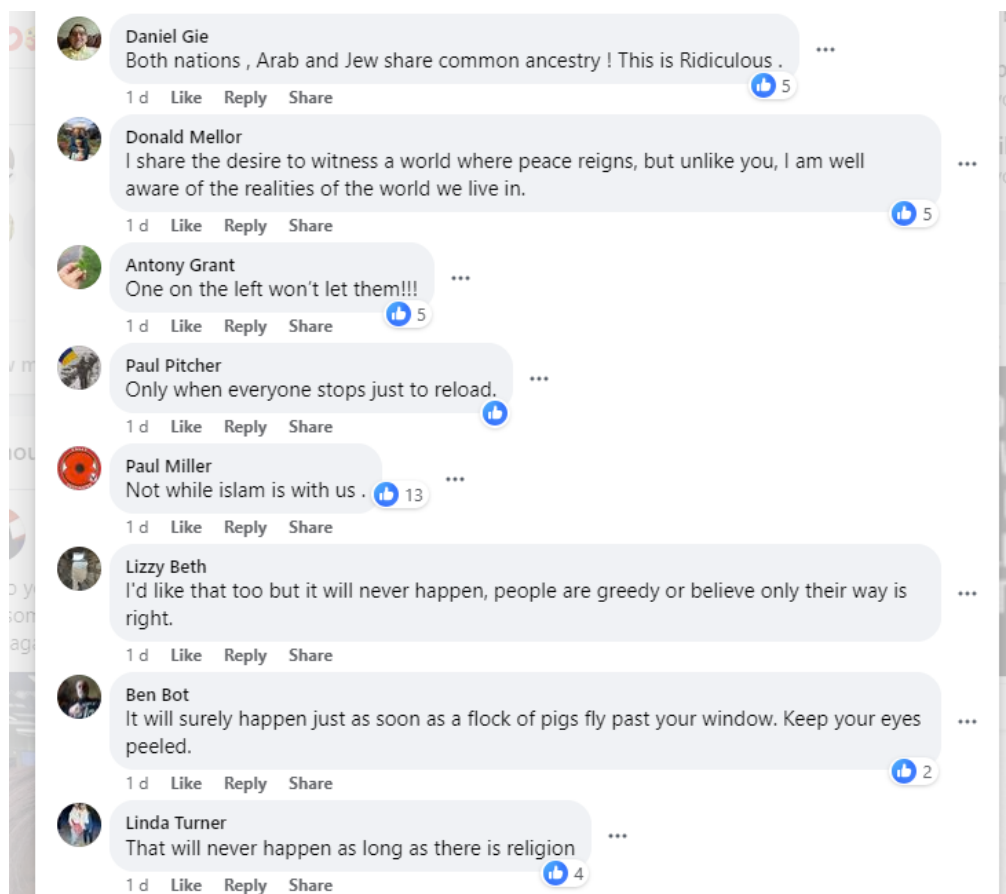 Daniel Gie
Both nations , Arab and Jew share common ancestry ! This is Ridiculous .
5
1 d Like Reply Share
Donald Mellor
I share the desire to witness a world where peace reigns, but unlike you, I am well
aware of the realities of the world we live in.
5
1 d Like Reply Share
Antony Grant
One on the left won't let them!!!
5
1 d Like Reply Share
Paul Pitcher
Only when everyone stops just to reload.
1 d Like Reply Share
Paul Miller
Not while islam is with us .
13
1 d Like Reply Share
Lizzy Beth
I'd like that too but it will never happen, people are greedy or believe only their way is
right.
1 d Like Reply Share
Ben Bot
It will surely happen just as soon as a flock of pigs fly past your window. Keep your eyes
peeled.
2
1 d Like Reply Share
Linda Turner
That will never happen as long as there is religion
4
1 d Like Reply Share